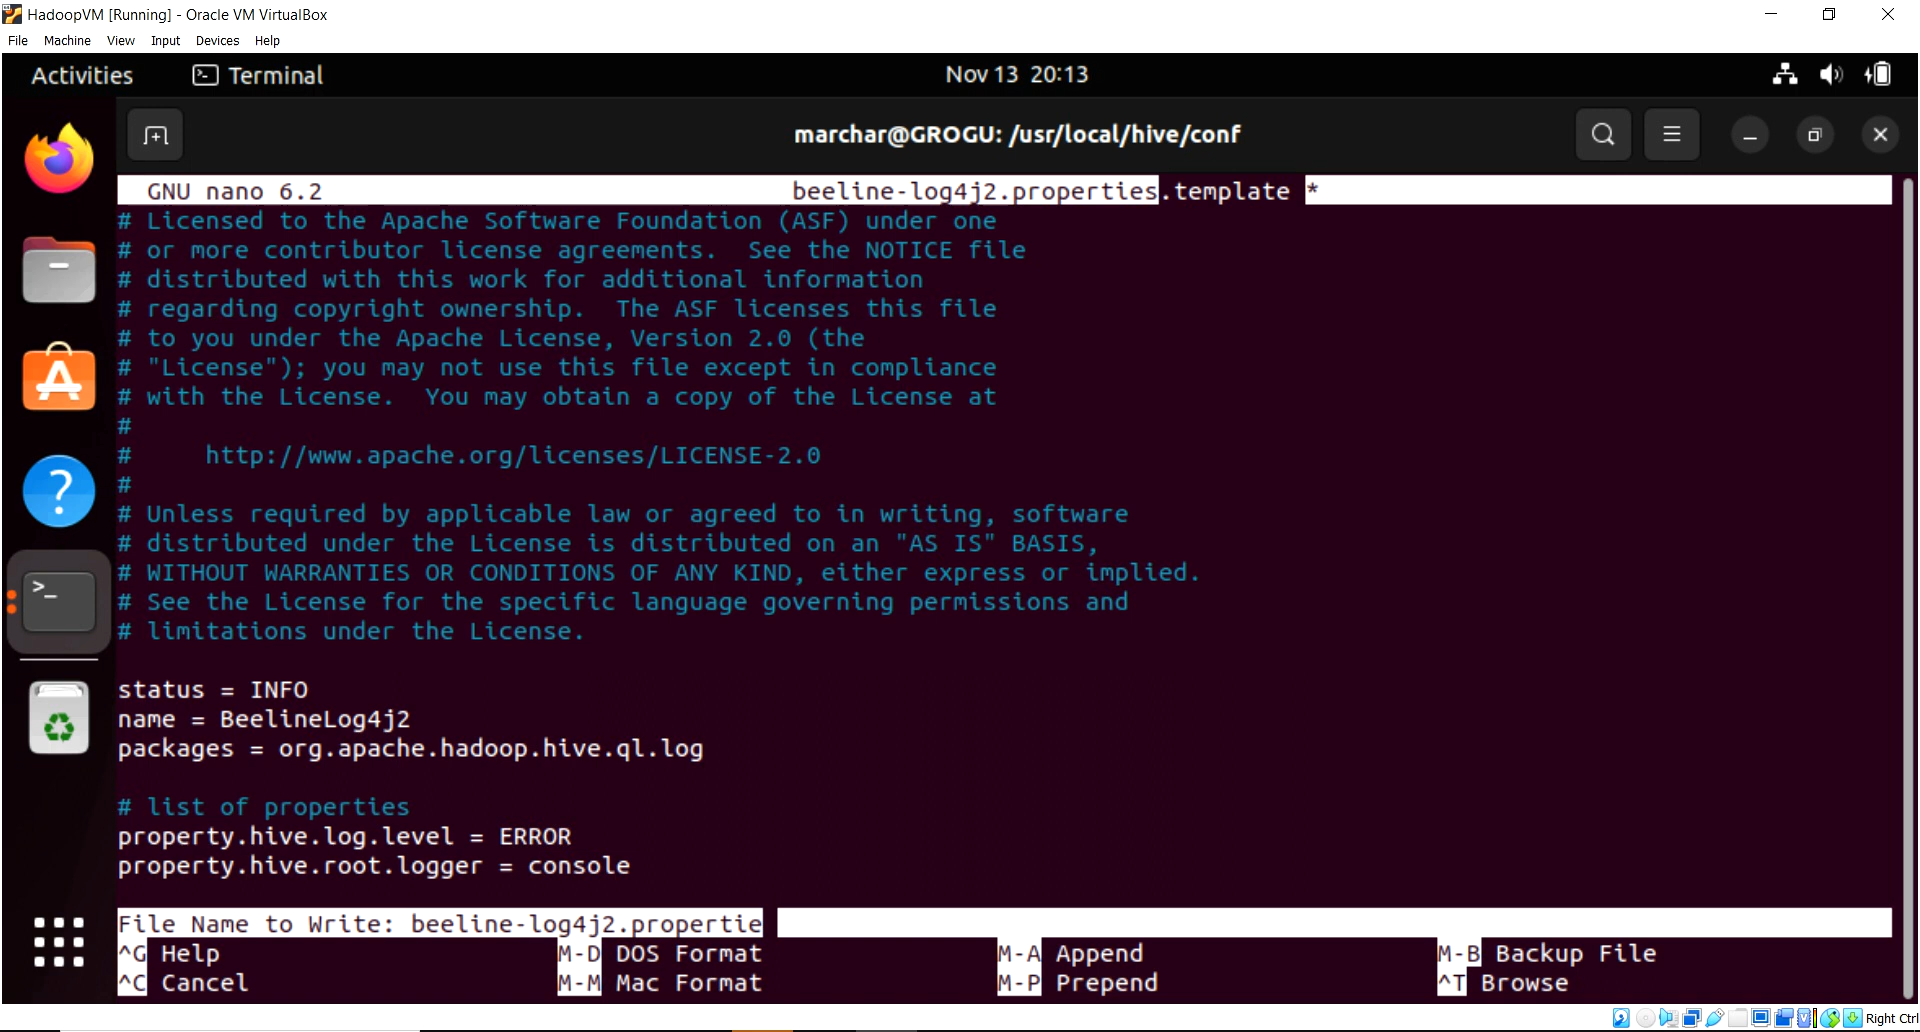 HadoopVM [Running] - Oracle VM VirtualBox
File Machine View Input Devices Help
Activities Terminal Nov 13 20:13
marchar@GROGU: /usr/local/hive/conf
GNU nano 6.2 beeline-log4j2.properties.template *
# Licensed to the Apache Software Foundation (ASF) under one
# or more contributor license agreements.  See the NOTICE file
# distributed with this work for additional information
# regarding copyright ownership.  The ASF licenses this file
# to you under the Apache License, Version 2.0 (the
# "License"); you may not use this file except in compliance
# with the License.  You may obtain a copy of the License at
#
#     http://www.apache.org/licenses/LICENSE-2.0
#
# Unless required by applicable law or agreed to in writing, software
# distributed under the License is distributed on an "AS IS" BASIS,
# WITHOUT WARRANTIES OR CONDITIONS OF ANY KIND, either express or implied.
# See the License for the specific language governing permissions and
# limitations under the License.
status = INFO
name = BeelineLog4j2
packages = org.apache.hadoop.hive.ql.log
# list of properties
property.hive.log.level = ERROR
property.hive.root.logger = console
File Name to Write: beeline-log4j2.propertie
^G Help M-D DOS Format M-A Append M-B Backup File
^C Cancel M-M Mac Format M-P Prepend ^T Browse
Right Ctrl